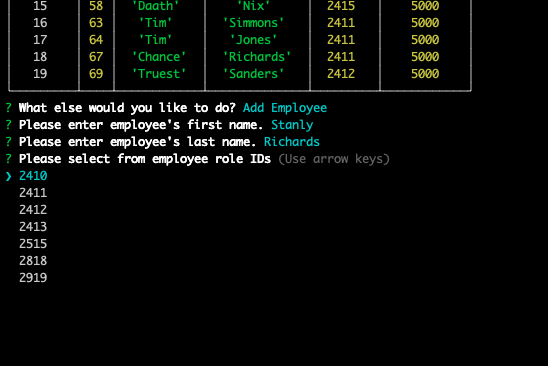 15 58 'Daath' 'Nix' 2415 5000
16 63 'Tim' 'Simmons' 2411 5000
17 64 'Tim' 'Jones' 2411 5000
18 67 'Chance' 'Richards' 2411 5000
19 69 'Truest' 'Sanders' 2412 5000
? What else would you like to do? Add Employee
? Please enter employee's first name. Stanly
? Please enter employee's last name. Richards
? Please select from employee role IDs (Use arrow keys)
❯ 2410
2411
2412
2413
2515
2818
2919